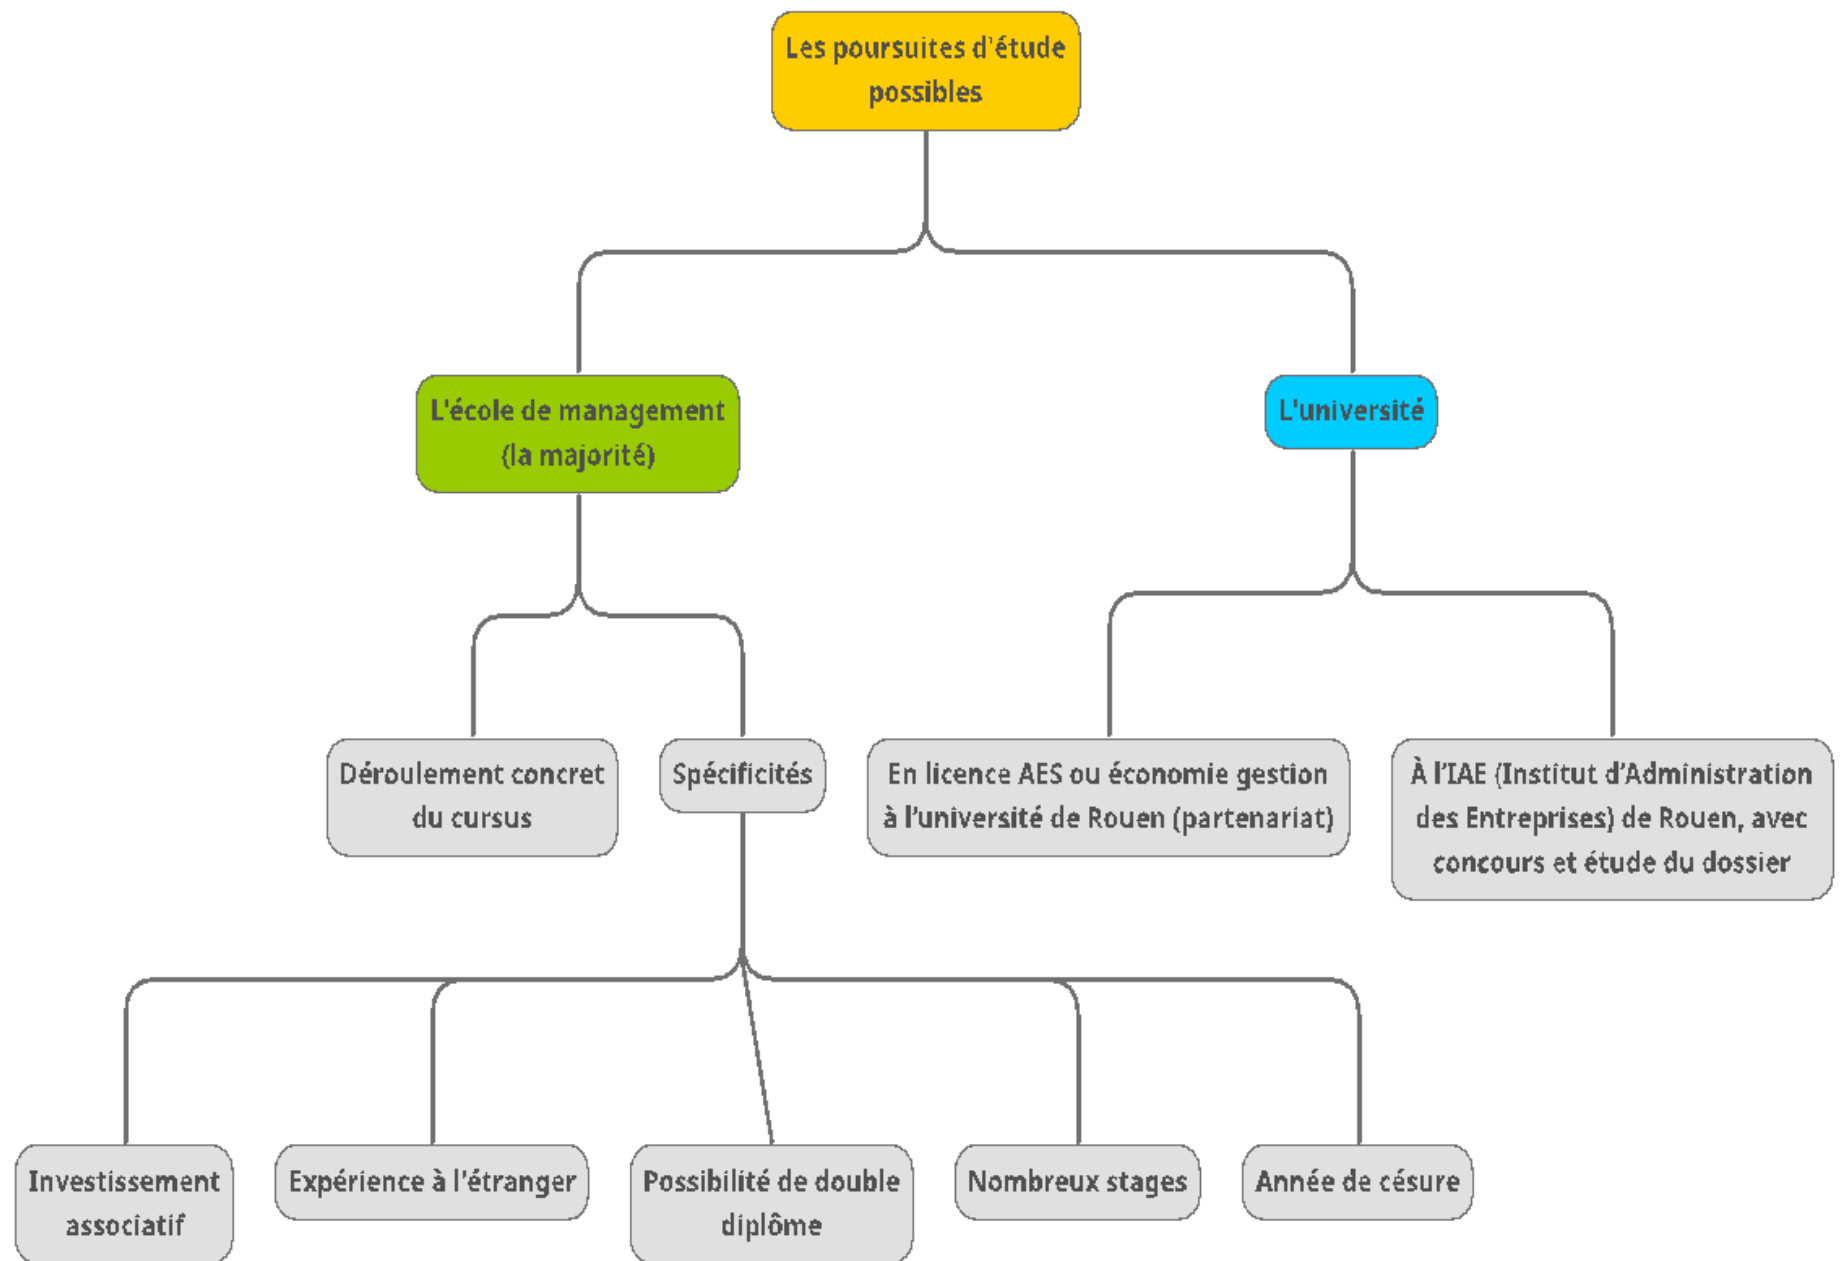 Les poursuites d'étude
possibles
L'école de management
(la majorité)
L'université
Déroulement concret
du cursus
Spécificités
En licence AES ou économie gestion
à l’université de Rouen (partenariat)
À l’IAE (Institut d’Administration
des Entreprises) de Rouen, avec
concours et étude du dossier
Investissement
associatif
Expérience à l'étranger
Possibilité de double
diplôme
Nombreux stages
Année de césure